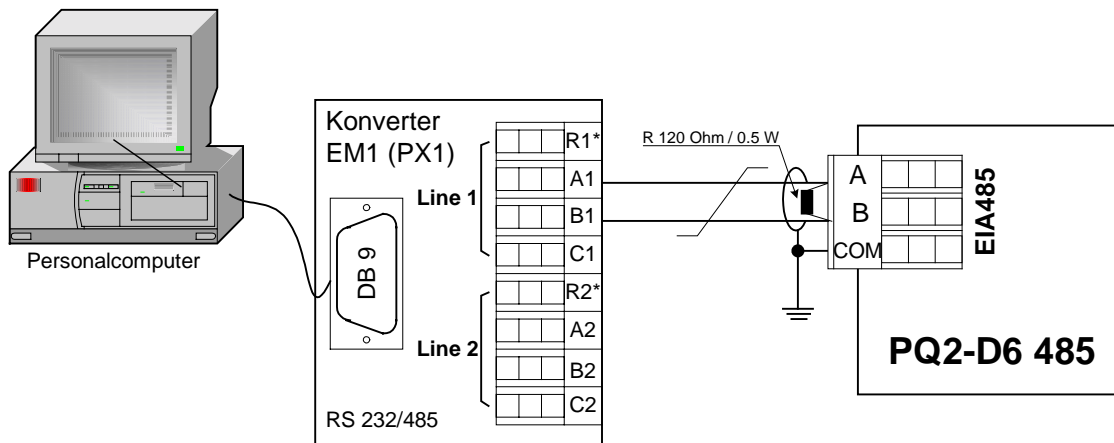 Personalcomputer
Konverter
EM1 (PX1)
DB 9
RS 232/485
Line 1
Line 2
R1*
A1
B1
C1
R2*
A2
B2
C2
R 120 Ohm / 0.5 W
A
B
COM
EIA485
PQ2-D6 485